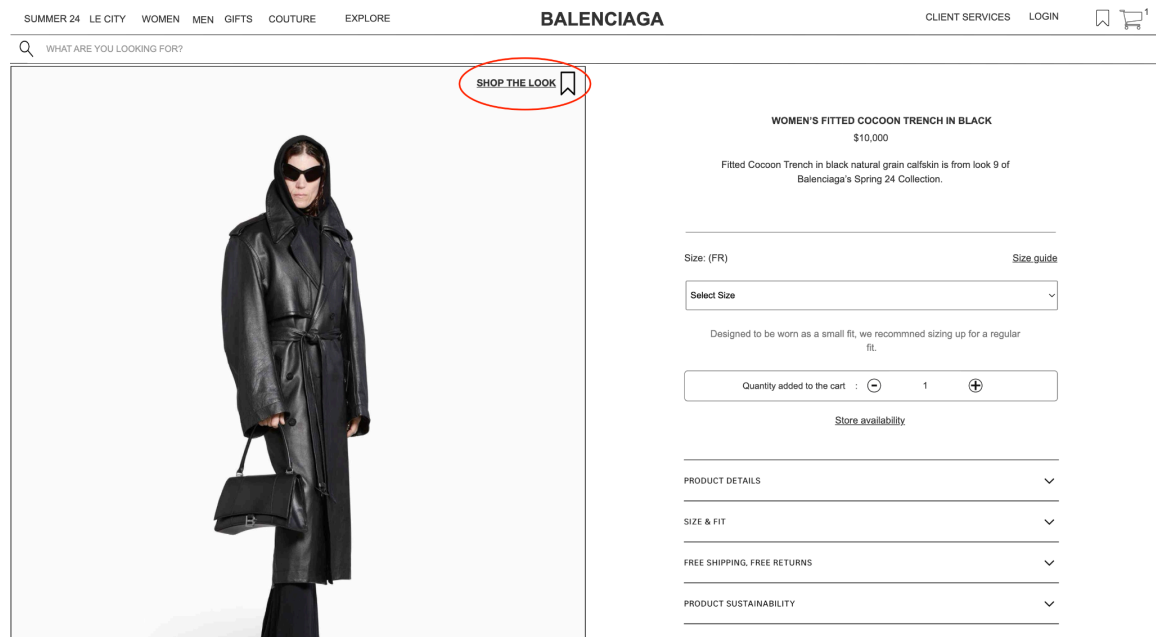 SUMMER 24 LE CITY WOMEN MEN GIFTS COUTURE EXPLORE BALENCIAGA CLIENT SERVICES LOGIN 1
WHAT ARE YOU LOOKING FOR?
SHOP THE LOOK
WOMEN'S FITTED COCOON TRENCH IN BLACK
$10,000
Fitted Cocoon Trench in black natural grain calfskin is from look 9 of
Balenciaga's Spring 24 Collection.
Size: (FR) Size guide
Select Size
Designed to be worn as a small fit, we recommned sizing up for a regular
fit.
Quantity added to the cart : - 1 +
Store availability
PRODUCT DETAILS
SIZE & FIT
FREE SHIPPING, FREE RETURNS
PRODUCT SUSTAINABILITY